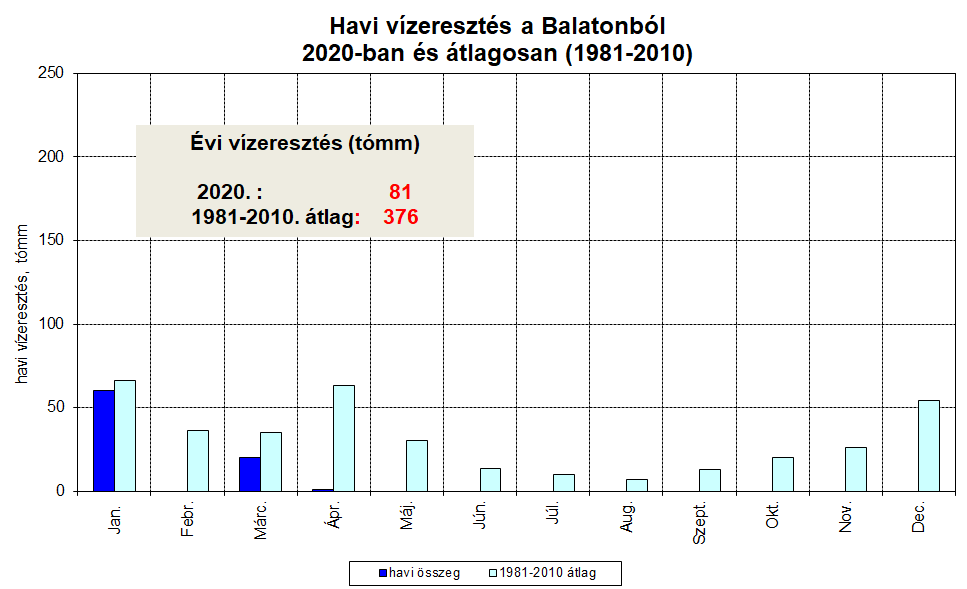 Havi vízeresztés a Balatonból
2020-ban és átlagosan (1981-2010)
250
200
150
100
50
0
havi vízeresztés, tómm
Évi vízeresztés (tómm)
2020. : 81
1981-2010. átlag: 376
Jan.
Febr.
Márc.
Ápr.
Máj.
Jún.
Júl.
Aug.
Szept.
Okt.
Nov.
Dec.
havi összeg
1981-2010 átlag